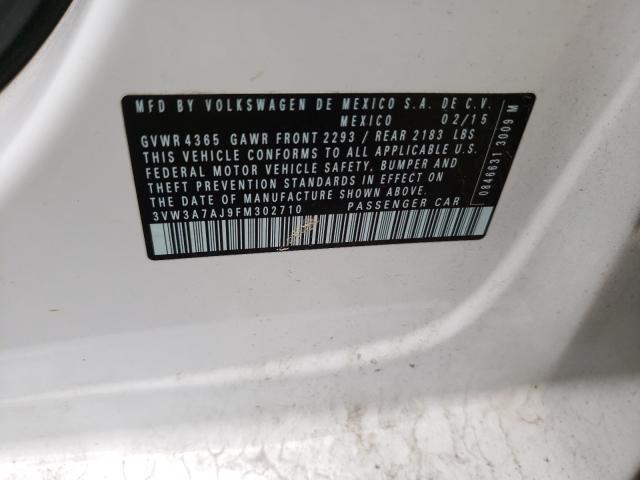 MFD BY VOLKSWAGEN DE MEXICO S.A. DE C.V.
MEXICO 02/15
GVWR 4365 GAWR FRONT 2293 / REAR 2183 LBS
THIS VEHICLE CONFORMS TO ALL APPLICABLE U.S.
FEDERAL MOTOR VEHICLE SAFETY, BUMPER AND
THEFT PREVENTION STANDARDS IN EFFECT ON
THE DATE OF MANUFACTURE SHOWN ABOVE.
3VW3A7AJ9FM302710 PASSENGER CAR
0846631 3009 M